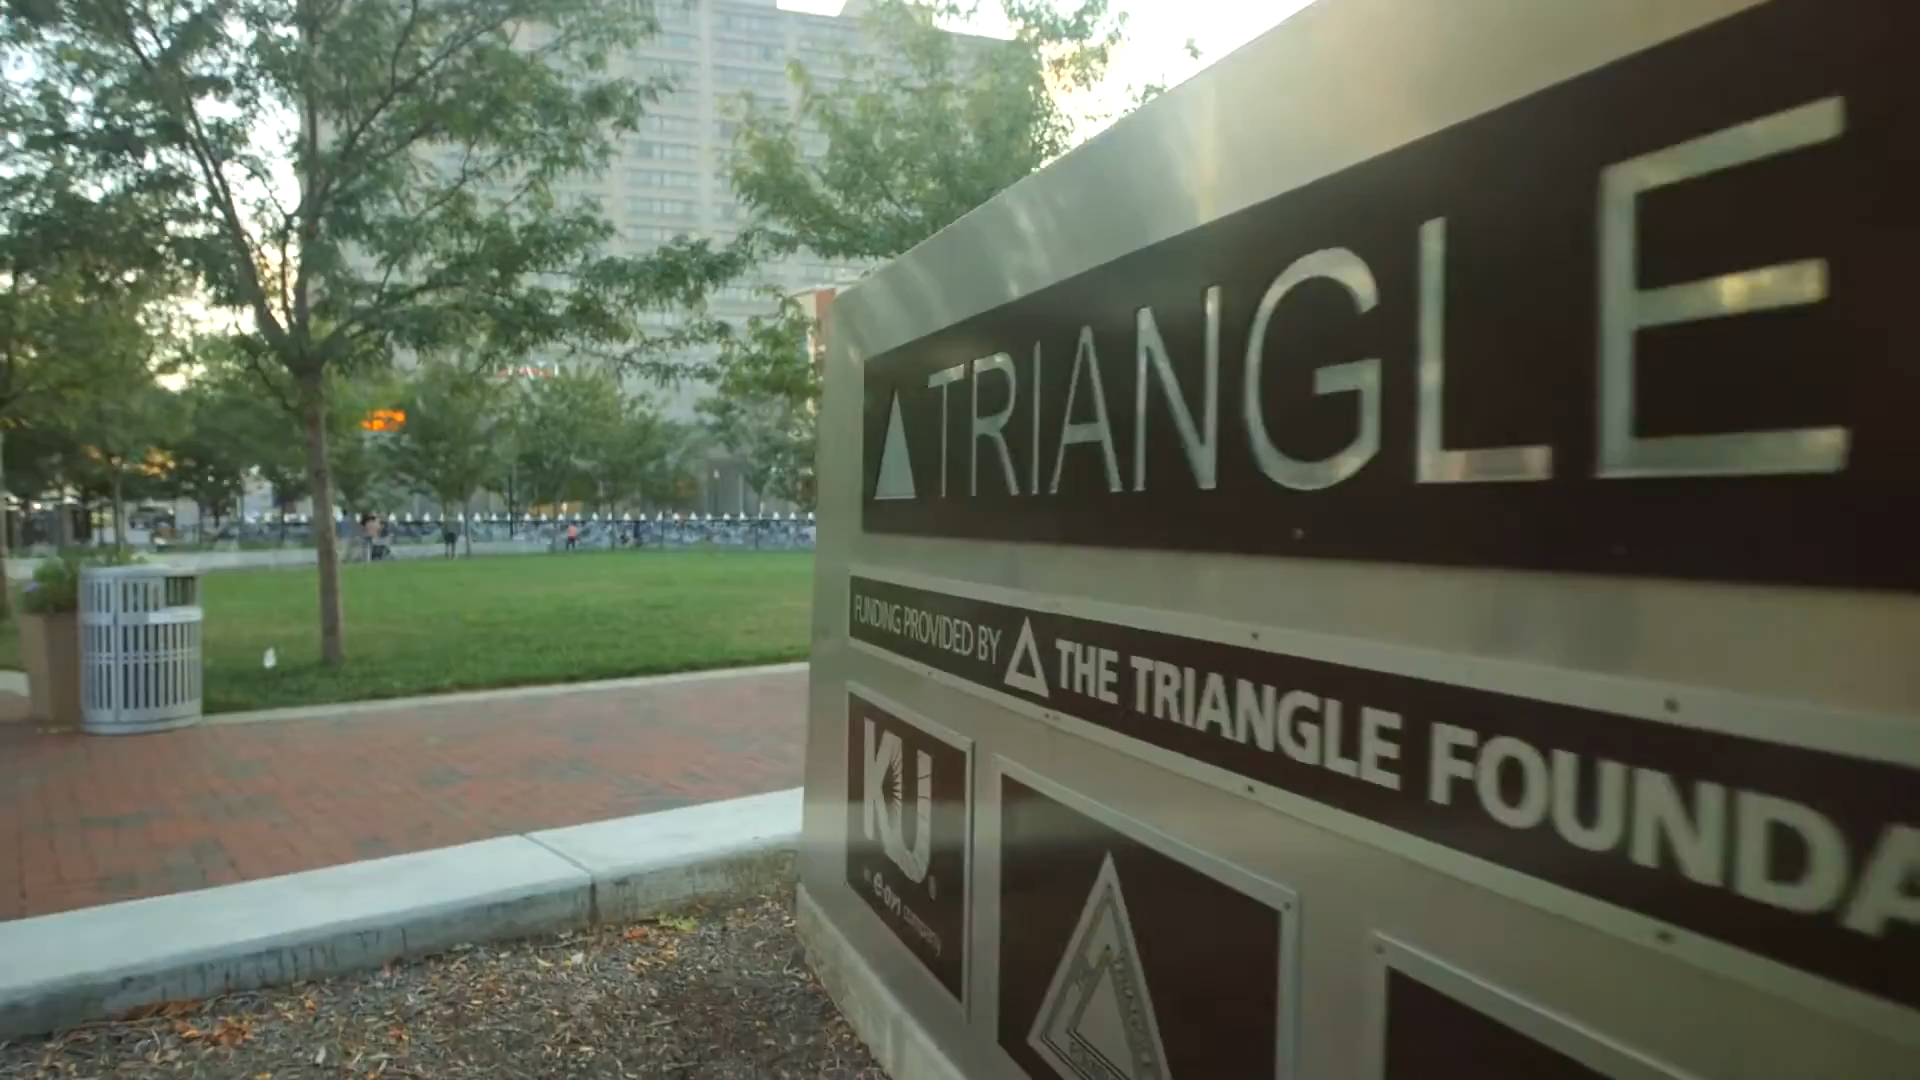 TRIANGLE
FUNDING PROVIDED BY THE TRIANGLE FOUNDA
KU
an e·on company